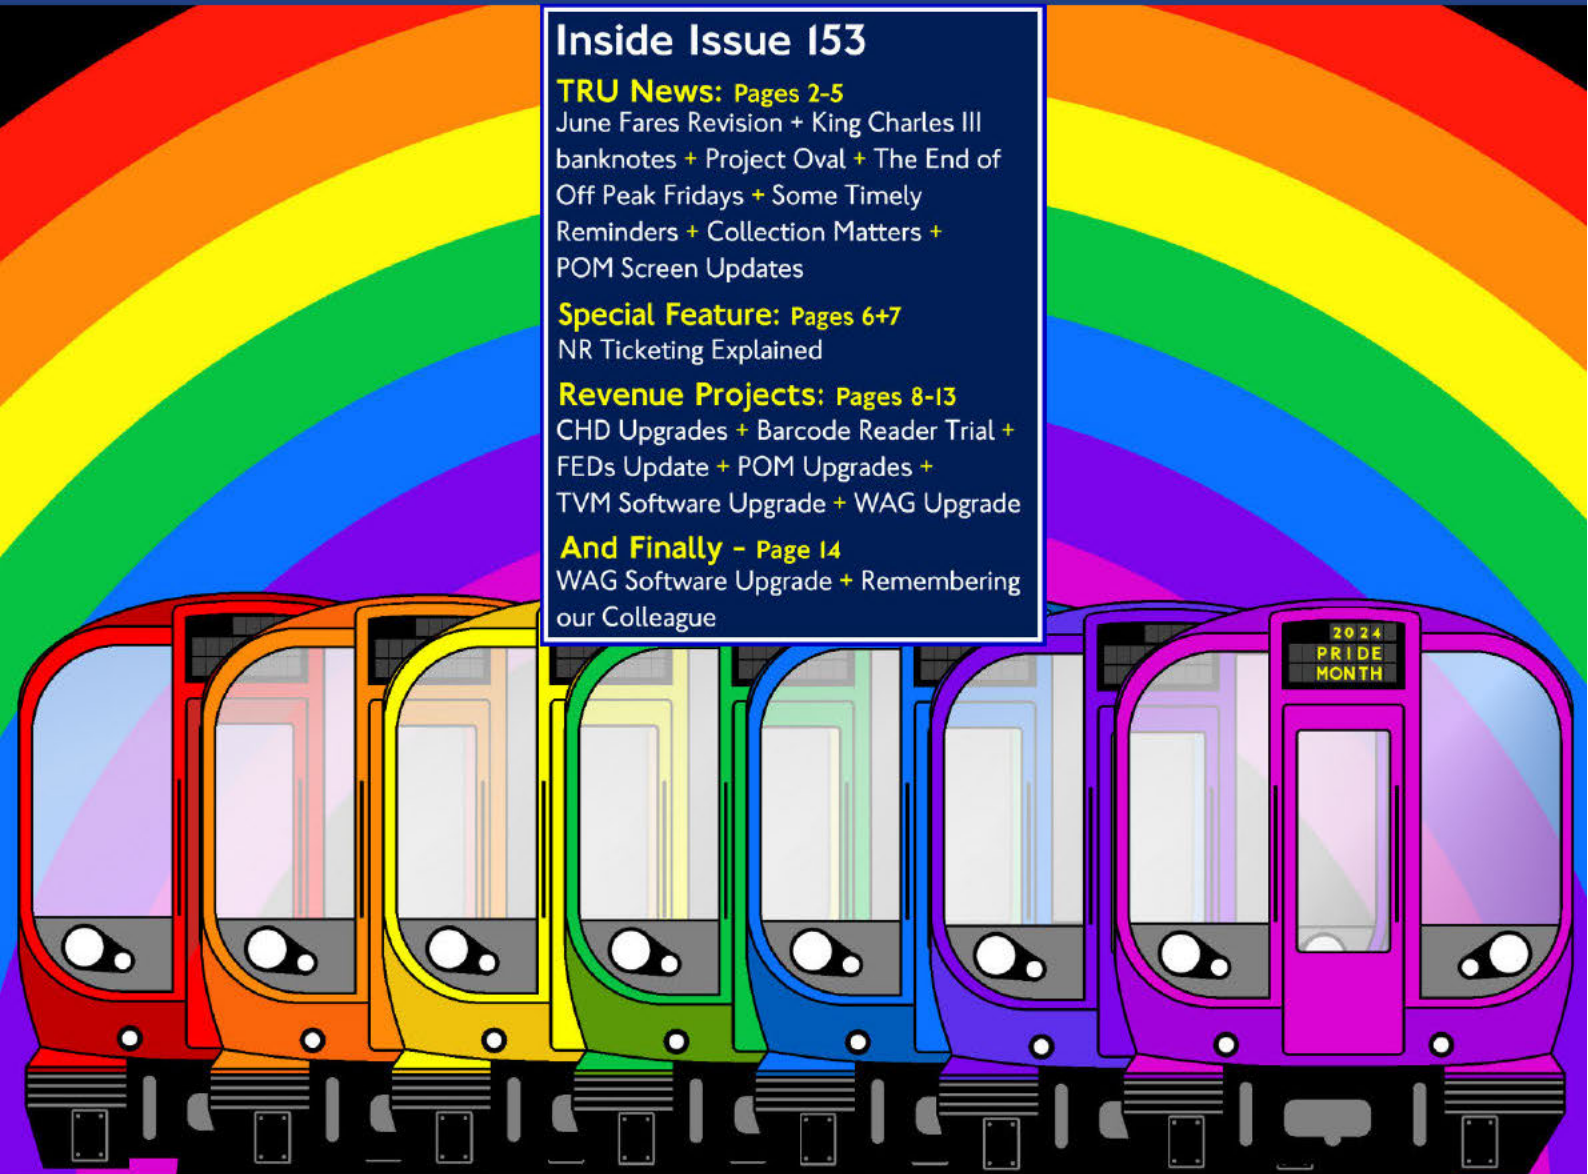 Inside Issue 153
TRU News: Pages 2-5
June Fares Revision + King Charles III
banknotes + Project Oval + The End of
Off Peak Fridays + Some Timely
Reminders + Collection Matters +
POM Screen Updates
Special Feature: Pages 6+7
NR Ticketing Explained
Revenue Projects: Pages 8-13
CHD Upgrades + Barcode Reader Trial +
FEDs Update + POM Upgrades +
TVM Software Upgrade + WAG Upgrade
And Finally - Page 14
WAG Software Upgrade + Remembering
our Colleague
2024
PRIDE
MONTH